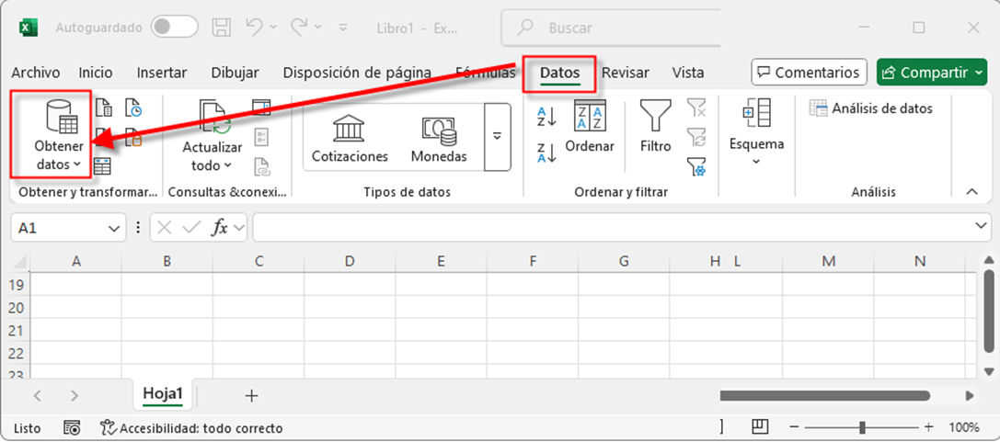 Autoguardado
Libro1 - Ex...
Buscar
Archivo Inicio Insertar Dibujar Disposición de página Fórmulas Datos Revisar Vista Comentarios Compartir
Obtener
datos
Actualizar
todo
Cotizaciones Monedas
Ordenar
Filtro
Esquema
Análisis de datos
Obtener y transformar... Consultas &conexi... Tipos de datos Ordenar y filtrar Análisis
A1 fx
A B C D E F G H L M N
19
20
21
22
23
Hoja1 +
Listo Accesibilidad: todo correcto − + 100%